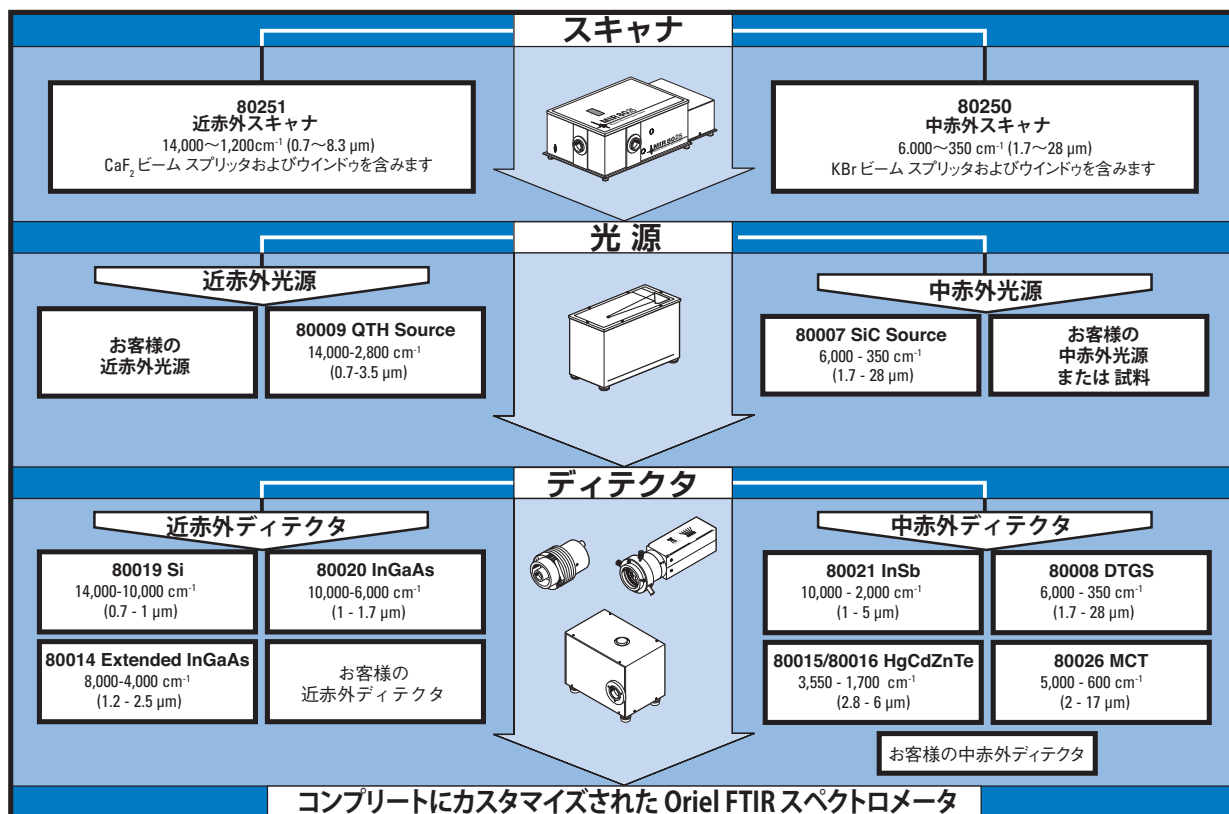 スキャナ
80251
近赤外スキャナ
14,000～1,200cm⁻¹ (0.7～8.3 µm)
CaF₂ ビーム スプリッタおよびウインドゥを含みます
MIR 8025
MIR 8025
80250
中赤外スキャナ
6.000～350 cm⁻¹ (1.7～28 µm)
KBr ビーム スプリッタおよびウインドゥを含みます
光 源
近赤外光源
お客様の
近赤外光源
80009 QTH Source
14,000-2,800 cm⁻¹
(0.7-3.5 µm)
中赤外光源
80007 SiC Source
6,000 - 350 cm⁻¹
(1.7 - 28 µm)
お客様の
中赤外光源
または 試料
ディテクタ
近赤外ディテクタ
80019 Si
14,000-10,000 cm⁻¹
(0.7 - 1 µm)
80020 InGaAs
10,000-6,000 cm⁻¹
(1 - 1.7 µm)
80014 Extended InGaAs
8,000-4,000 cm⁻¹
(1.2 - 2.5 µm)
お客様の
近赤外ディテクタ
中赤外ディテクタ
80021 InSb
10,000 - 2,000 cm⁻¹
(1 - 5 µm)
80008 DTGS
6,000 - 350 cm⁻¹
(1.7 - 28 µm)
80015/80016 HgCdZnTe
3,550 - 1,700 cm⁻¹
(2.8 - 6 µm)
80026 MCT
5,000 - 600 cm⁻¹
(2 - 17 µm)
お客様の中赤外ディテクタ
コンプリートにカスタマイズされた Oriel FTIR スペクトロメータ